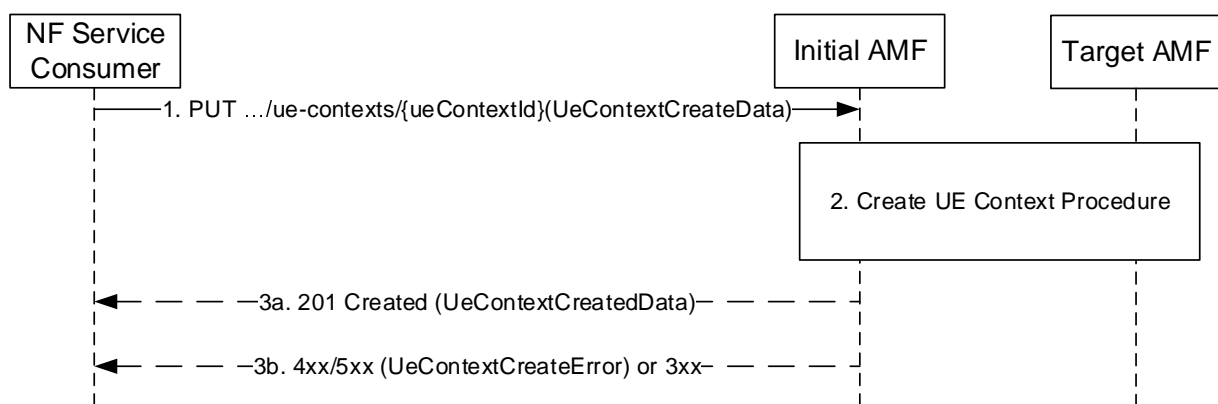 NF Service
Consumer
Initial AMF
Target AMF
1. PUT …/ue-contexts/{ueContextId}(UeContextCreateData)
2. Create UE Context Procedure
3a. 201 Created (UeContextCreatedData)
3b. 4xx/5xx (UeContextCreateError) or 3xx